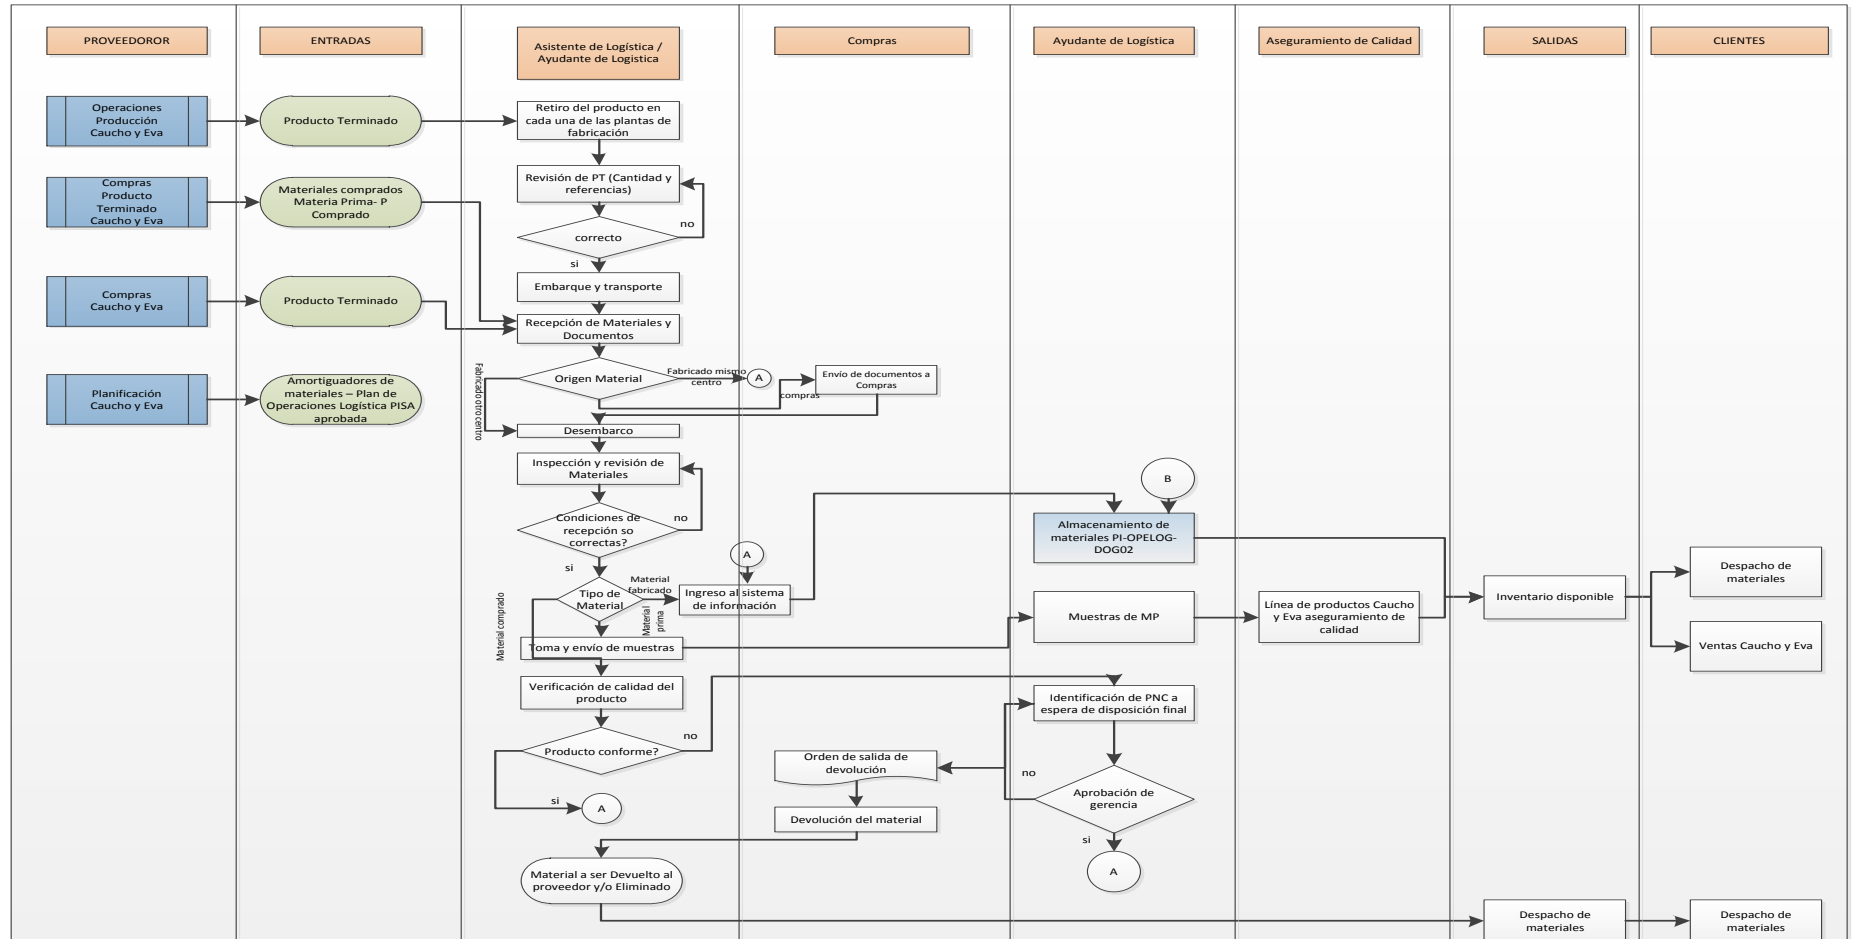 PROVEEDOROR
ENTRADAS
Asistente de Logística /
Ayudante de Logistica
Compras
Ayudante de Logística
Aseguramiento de Calidad
SALIDAS
CLIENTES
Operaciones
Producción
Caucho y Eva
Producto Terminado
Retiro del producto en
cada una de las plantas de
fabricación
Compras
Producto
Terminado
Caucho y Eva
Materiales comprados
Materia Prima- P
Comprado
Revisión de PT (Cantidad y
referencias)
no
correcto
si
Embarque y transporte
Compras
Caucho y Eva
Producto Terminado
Recepción de Materiales y
Documentos
Planificación
Caucho y Eva
Amortiguadores de
materiales – Plan de
Operaciones Logística PISA
aprobada
Fabricado otro centro
Origen Material
Fabricado mismo
centro
A
compras
Envío de documentos a
Compras
Desembarco
Inspección y revisión de
Materiales
Condiciones de
recepción so
correctas?
no
si
B
Almacenamiento de
materiales PI-OPELOG-
DOG02
A
Material comprado
Tipo de
Material
Material
fabricado
Material
prima
Ingreso al sistema
de información
Toma y envío de muestras
Muestras de MP
Línea de productos Caucho
y Eva aseguramiento de
calidad
Inventario disponible
Despacho de
materiales
Ventas Caucho y Eva
Verificación de calidad del
producto
Identificación de PNC a
espera de disposición final
Producto conforme?
no
si
A
Orden de salida de
devolución
no
Aprobación de
gerencia
si
A
Devolución del material
Material a ser Devuelto al
proveedor y/o Eliminado
Despacho de
materiales
Despacho de
materiales